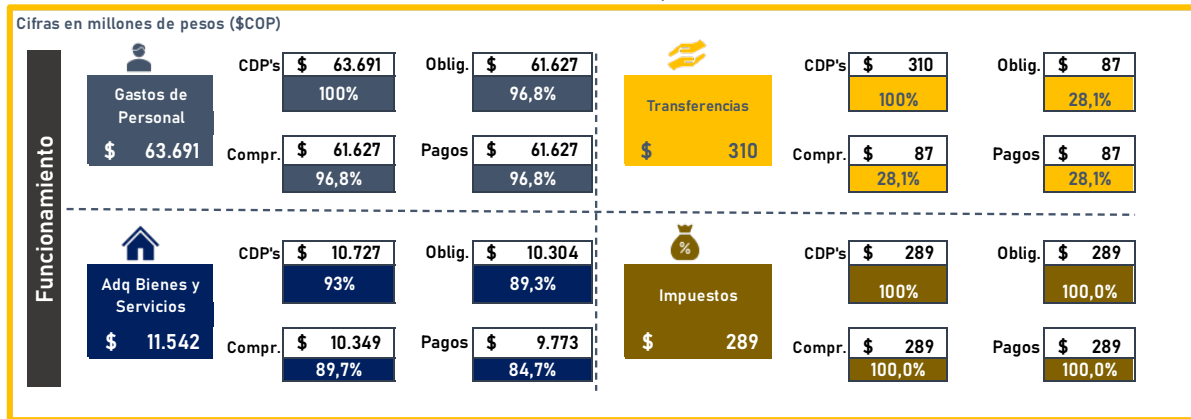 Cifras en millones de pesos ($COP)
Funcionamiento
Gastos de
Personal
$ 63.691
CDP's $ 63.691
100%
Oblig. $ 61.627
96,8%
Compr. $ 61.627
96,8%
Pagos $ 61.627
96,8%
Transferencias
$ 310
CDP's $ 310
100%
Oblig. $ 87
28,1%
Compr. $ 87
28,1%
Pagos $ 87
28,1%
Adq Bienes y
Servicios
$ 11.542
CDP's $ 10.727
93%
Oblig. $ 10.304
89,3%
Compr. $ 10.349
89,7%
Pagos $ 9.773
84,7%
%
Impuestos
$ 289
CDP's $ 289
100%
Oblig. $ 289
100,0%
Compr. $ 289
100,0%
Pagos $ 289
100,0%